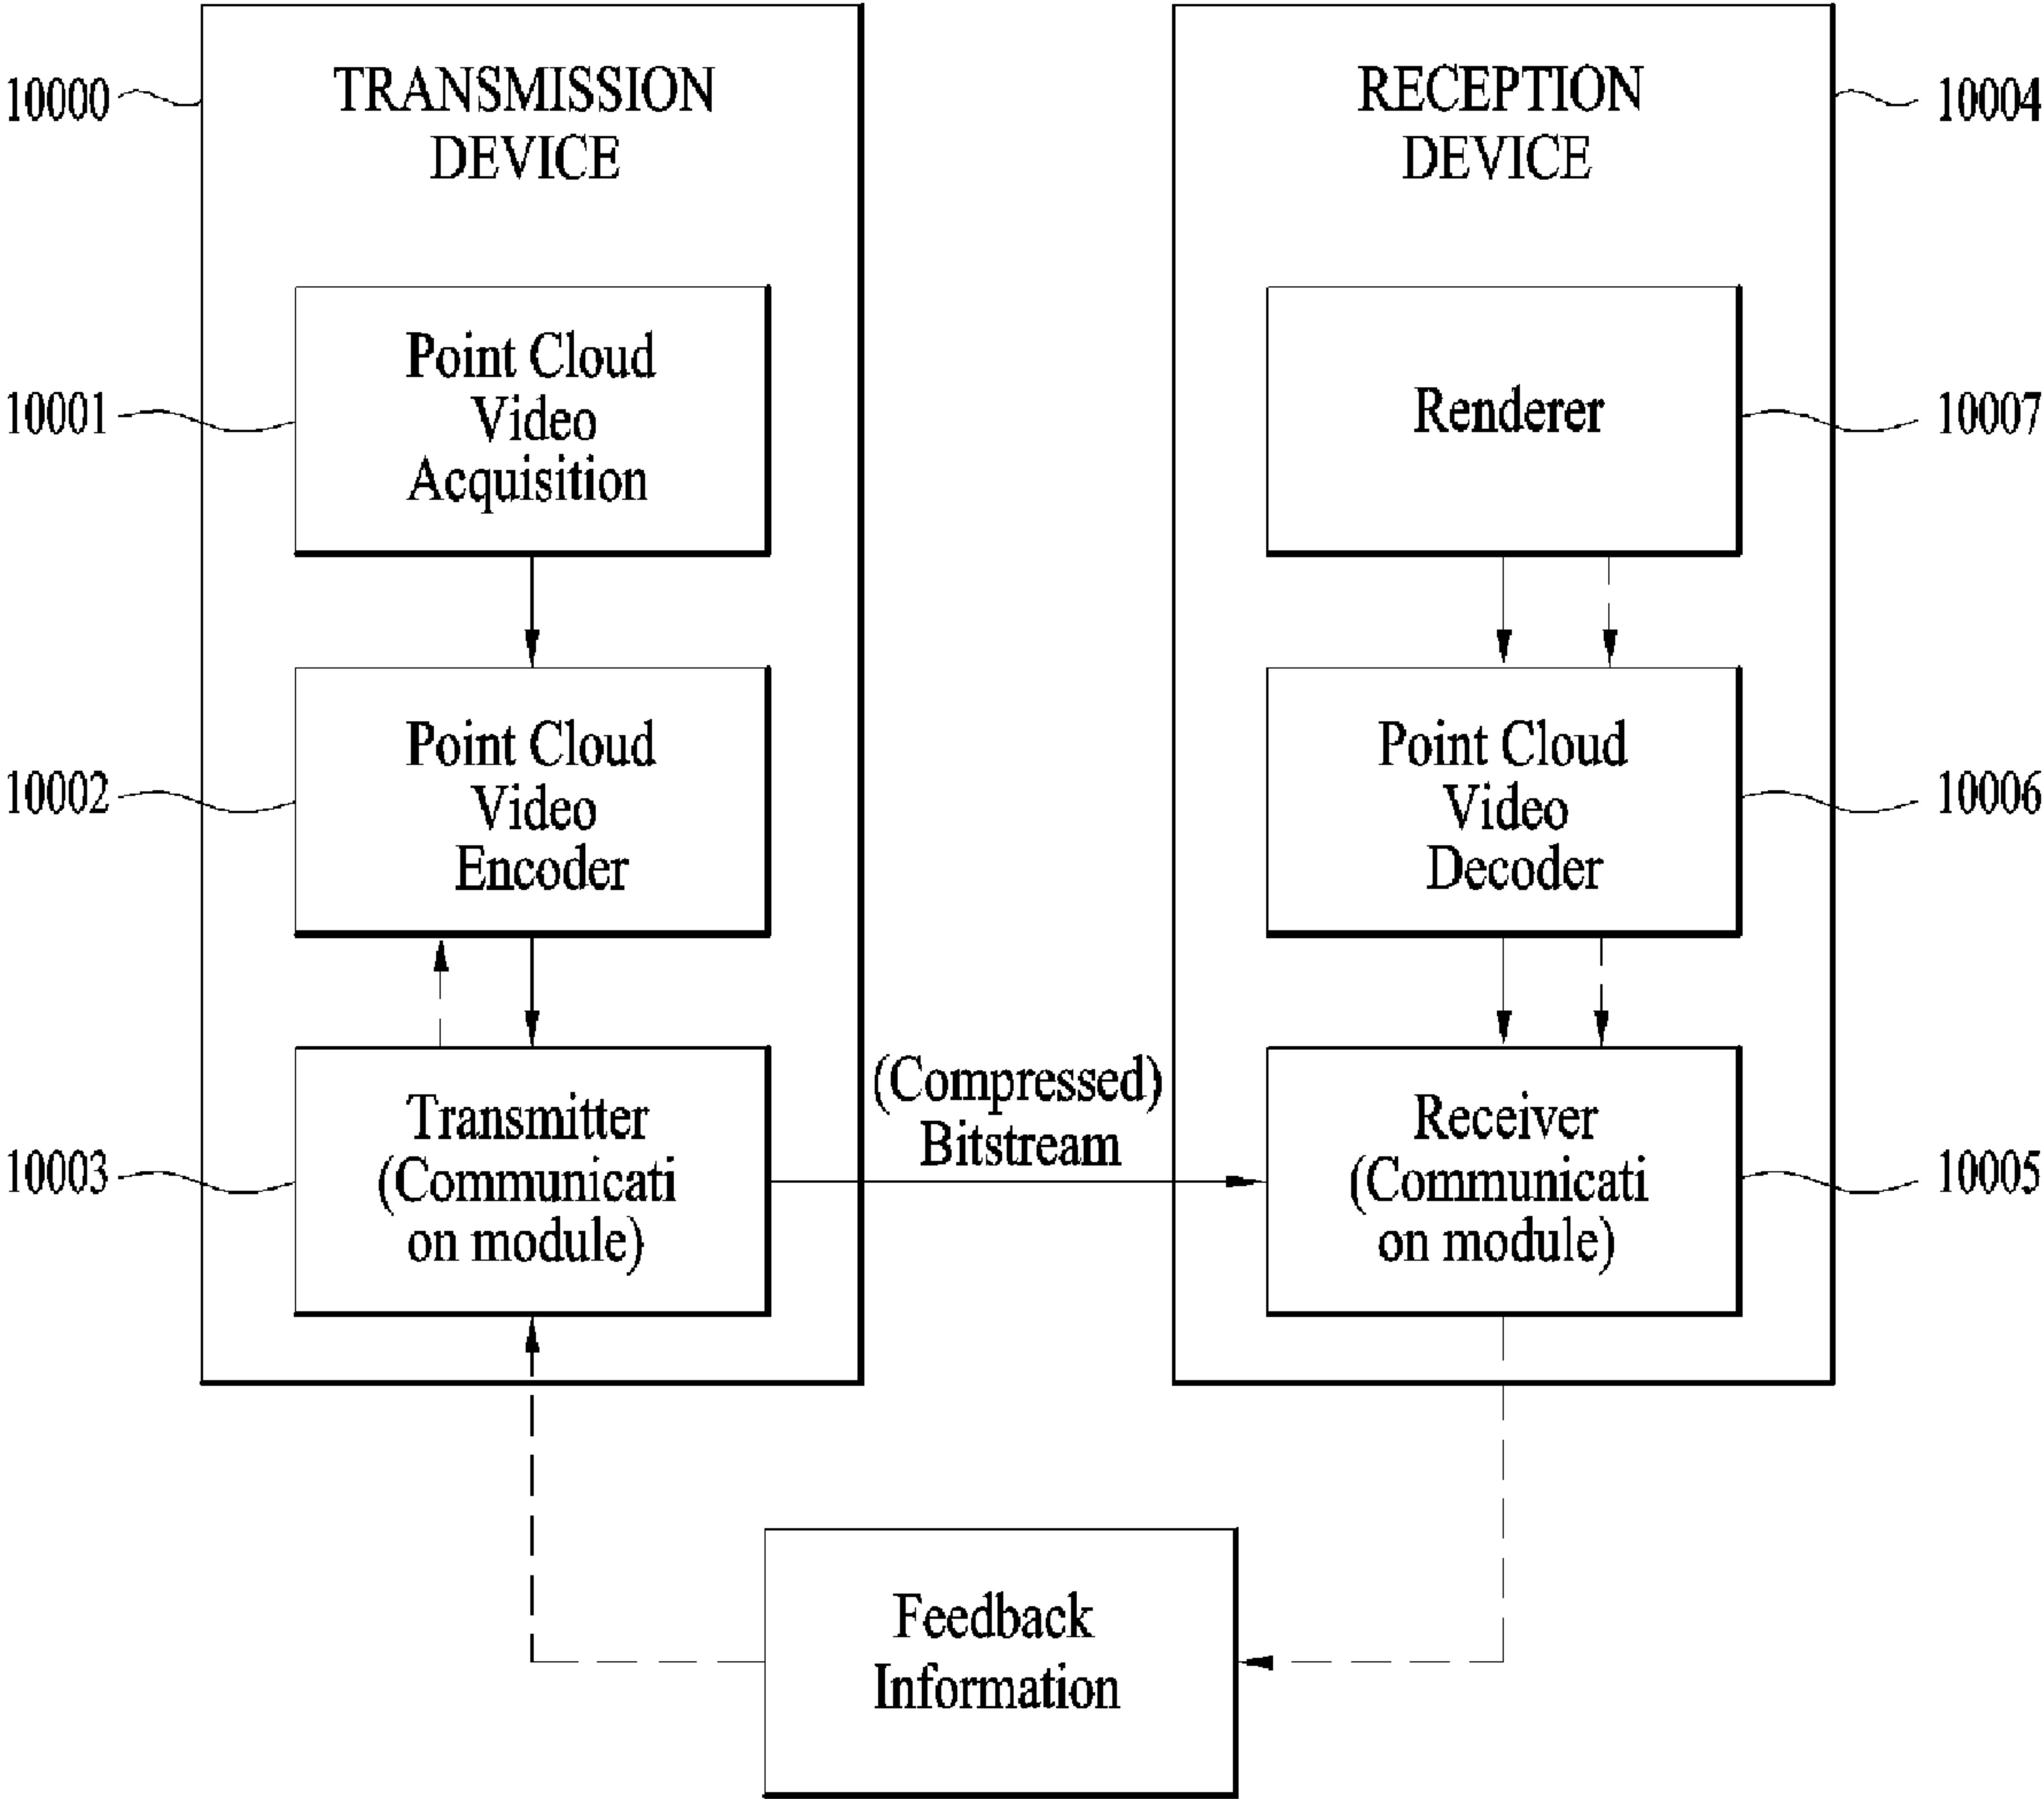 TRANSMISSION
DEVICE
10000
Point Cloud
Video
Acquisition
10001
Point Cloud
Video
Encoder
10002
Transmitter
(Communicati
on module)
10003
(Compressed)
Bitstream
RECEPTION
DEVICE
10004
Renderer
10007
Point Cloud
Video
Decoder
10006
Receiver
(Communicati
on module)
10005
Feedback
Information